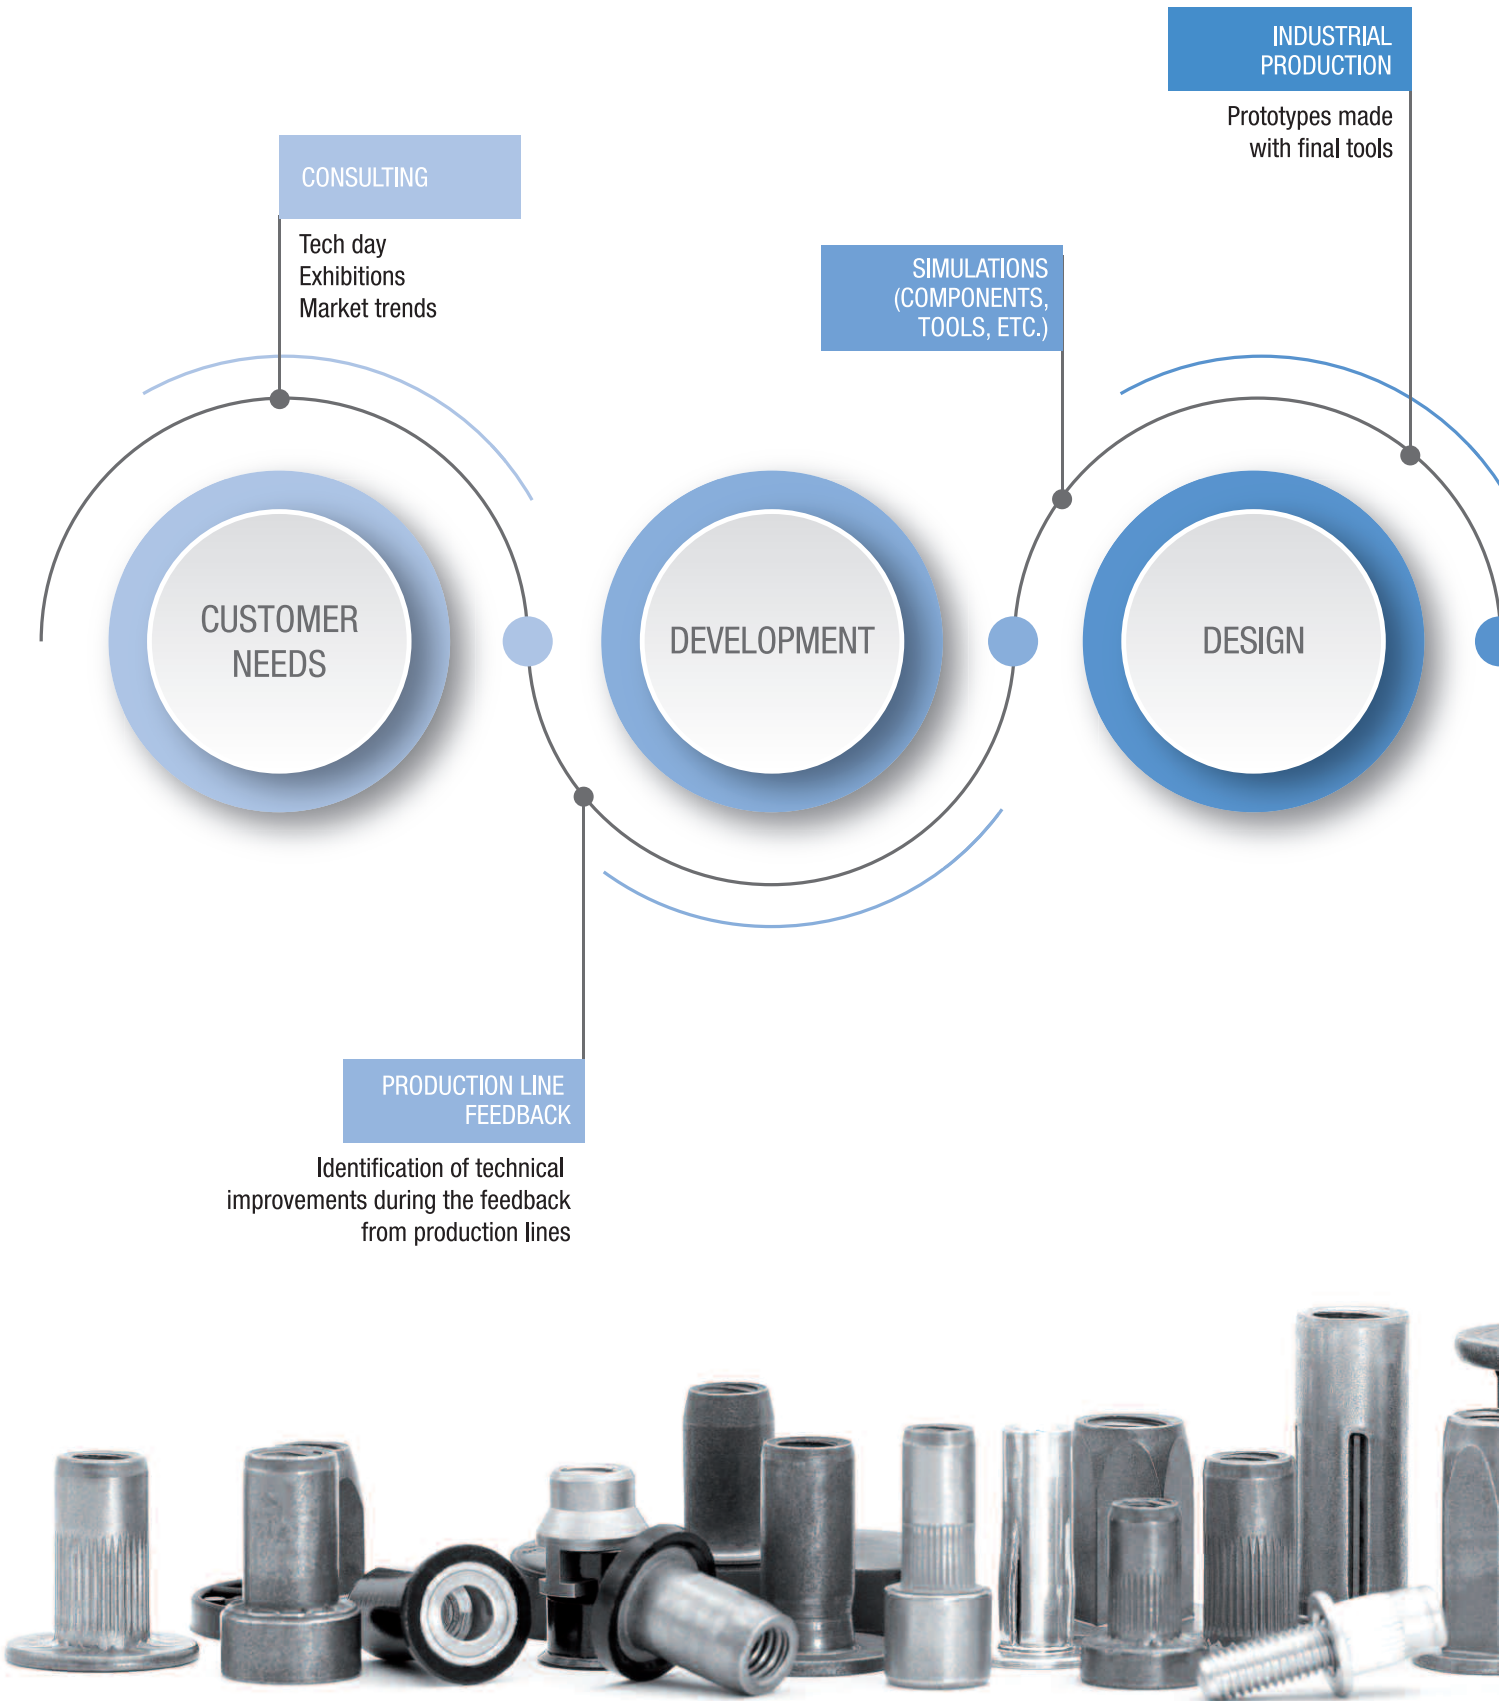 INDUSTRIAL
PRODUCTION
Prototypes made
with final tools
CONSULTING
Tech day
Exhibitions
Market trends
SIMULATIONS
(COMPONENTS,
TOOLS, ETC.)
CUSTOMER
NEEDS
DEVELOPMENT
DESIGN
PRODUCTION LINE
FEEDBACK
Identification of technical
improvements during the feedback
from production lines